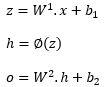 z = W¹. x + b₁
h = ∅(z)
o = W². h + b₂